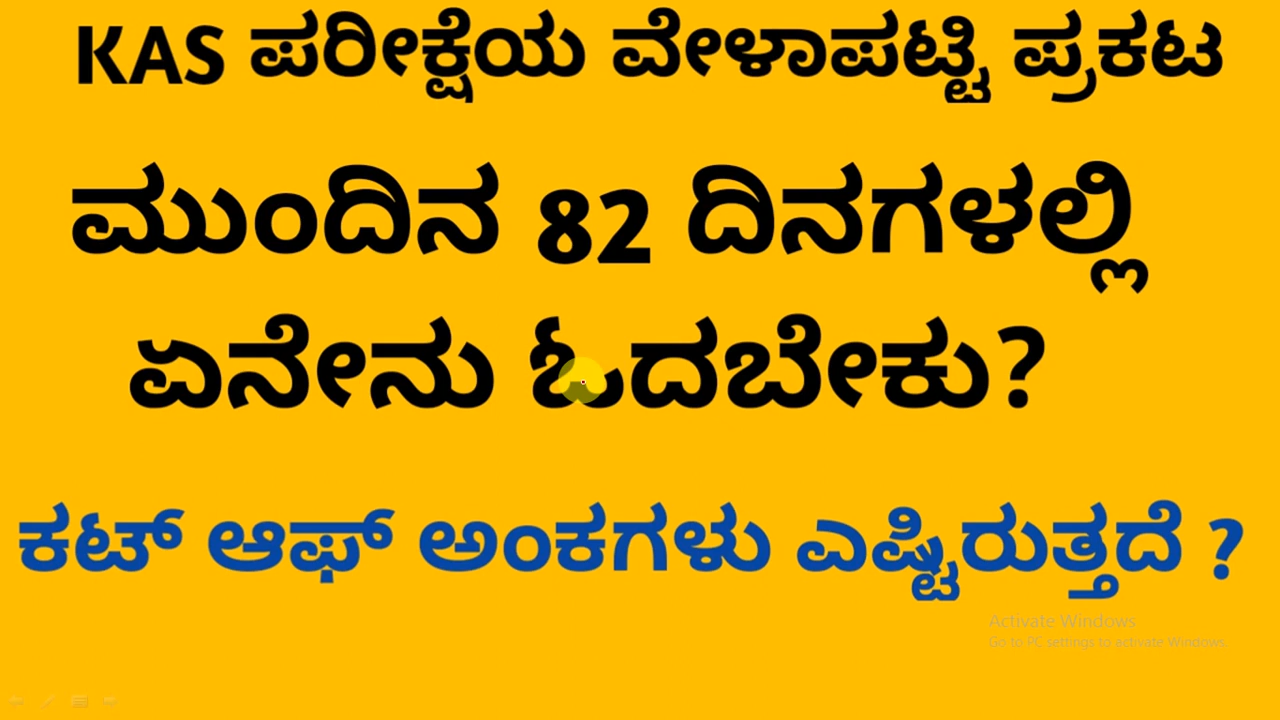 KAS ಪರೀಕ್ಷೆಯ ವೇಳಾಪಟ್ಟಿ ಪ್ರಕಟ
ಮುಂದಿನ 82 ದಿನಗಳಲ್ಲಿ
ಏನೇನು ಓದಬೇಕು?
ಕಟ್ ಆಫ್ ಅಂಕಗಳು ಎಷ್ಟಿರುತ್ತದೆ ?
Activate Windows
Go to PC settings to activate Windows.